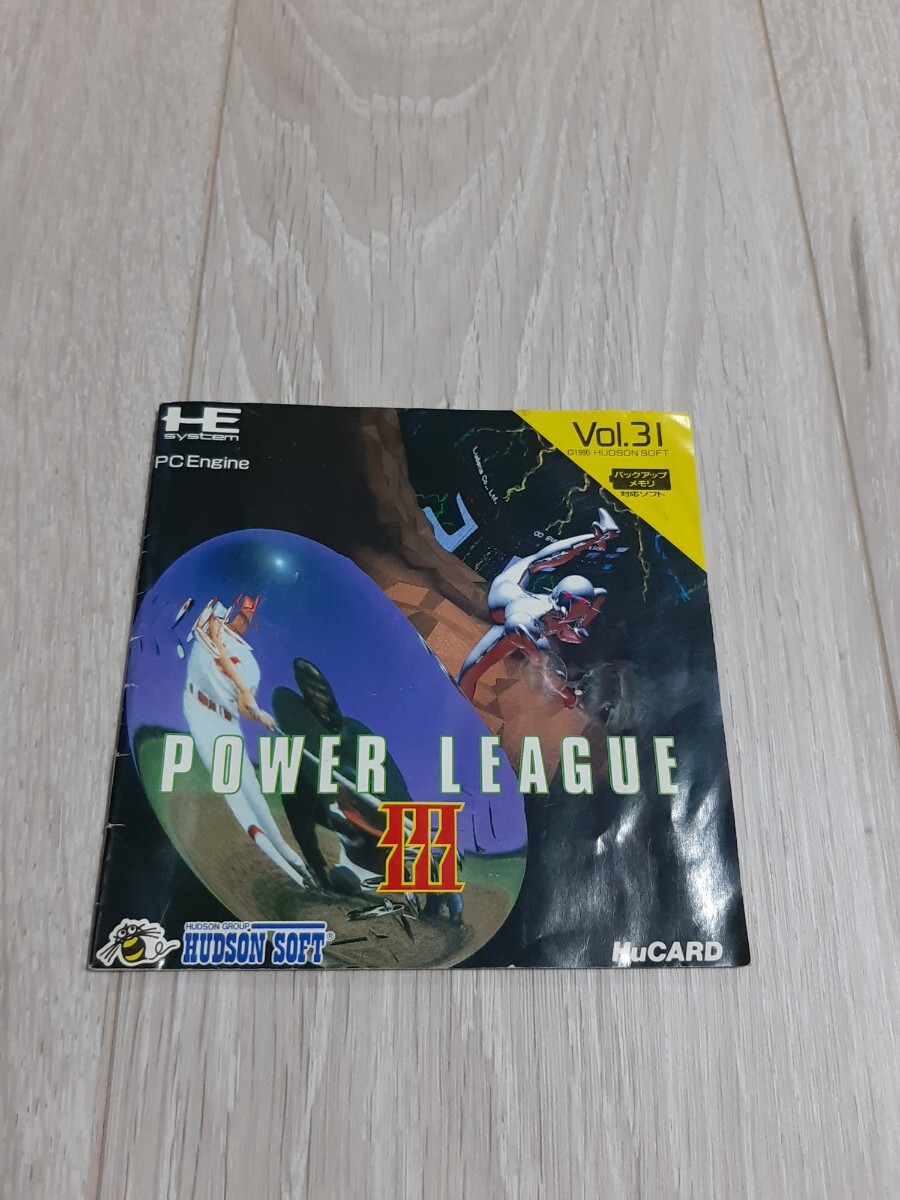 HE
system
PC Engine
Vol.31
©1990 HUDSON SOFT
バックアップ
メモリ
対応ソフト
POWER LEAGUE
III
HUDSON GROUP
HUDSON SOFT®
HuCARD